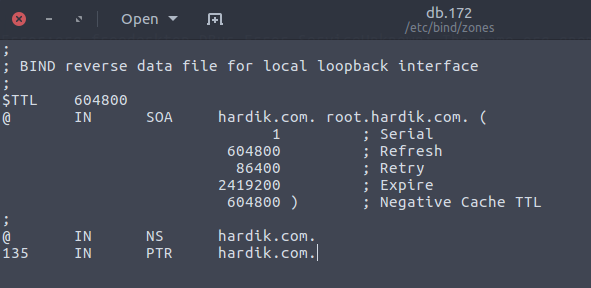 Open
db.172
/etc/bind/zones
;
; BIND reverse data file for local loopback interface
;
$TTL 604800
@ IN SOA hardik.com. root.hardik.com. (
1 ; Serial
604800 ; Refresh
86400 ; Retry
2419200 ; Expire
604800 ) ; Negative Cache TTL
;
@ IN NS hardik.com.
135 IN PTR hardik.com.